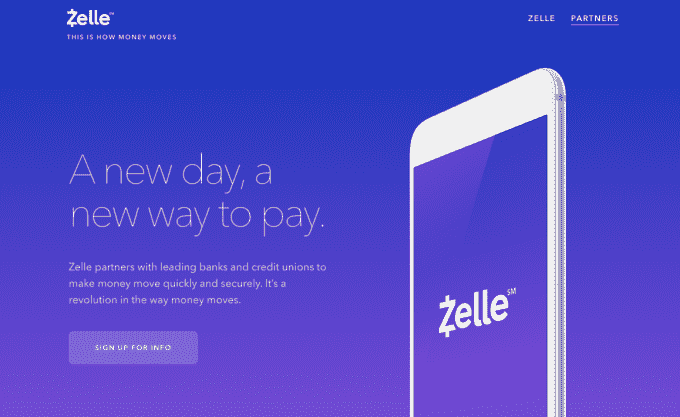 Zelle℠
THIS IS HOW MONEY MOVES
ZELLE PARTNERS
A new day, a
new way to pay.
Zelle partners with leading banks and credit unions to
make money move quickly and securely. It's a
revolution in the way money moves.
SIGN UP FOR INFO
Zelle℠